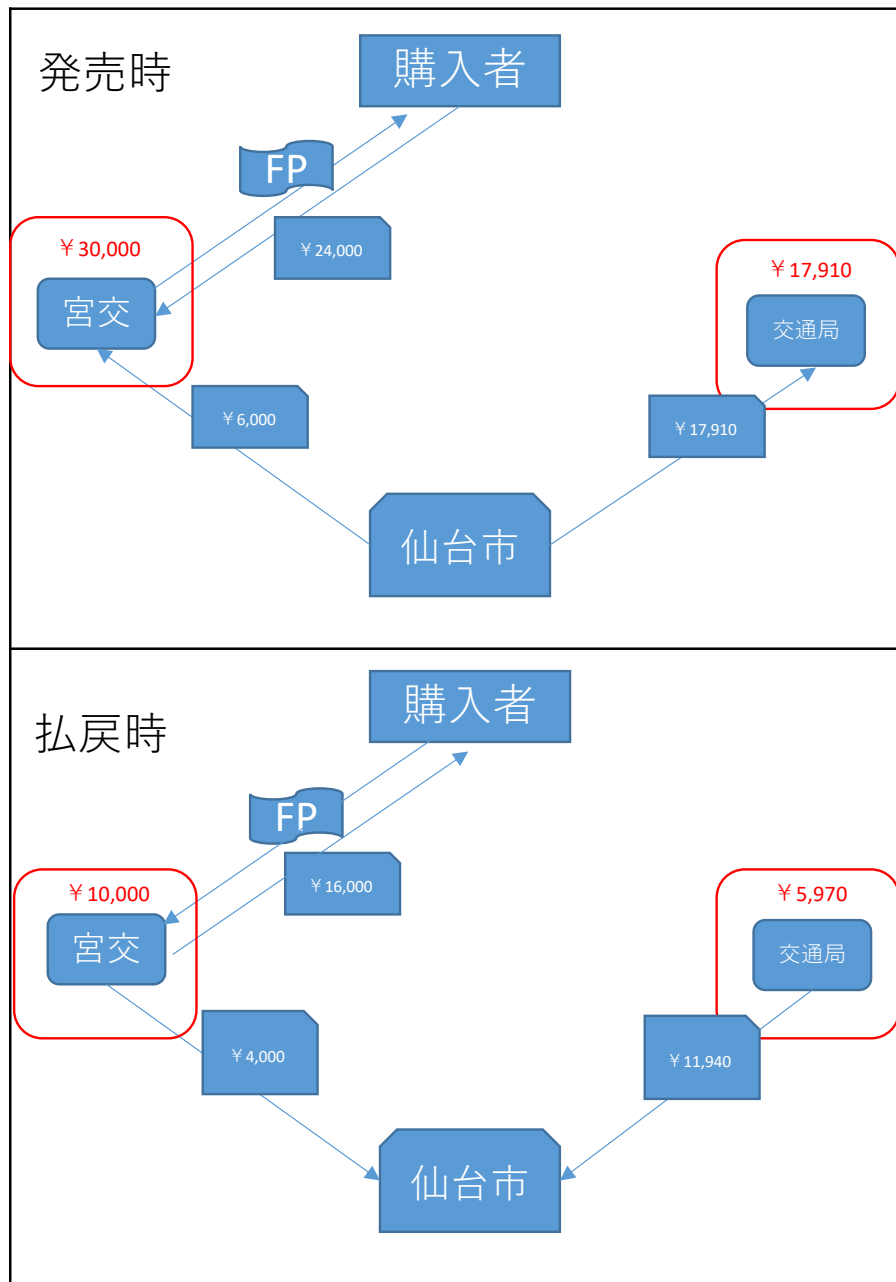 発売時
購入者
FP
￥24,000
￥30,000
宮交
￥17,910
交通局
￥6,000
￥17,910
仙台市
払戻時
購入者
FP
￥16,000
￥10,000
宮交
￥5,970
交通局
￥4,000
￥11,940
仙台市